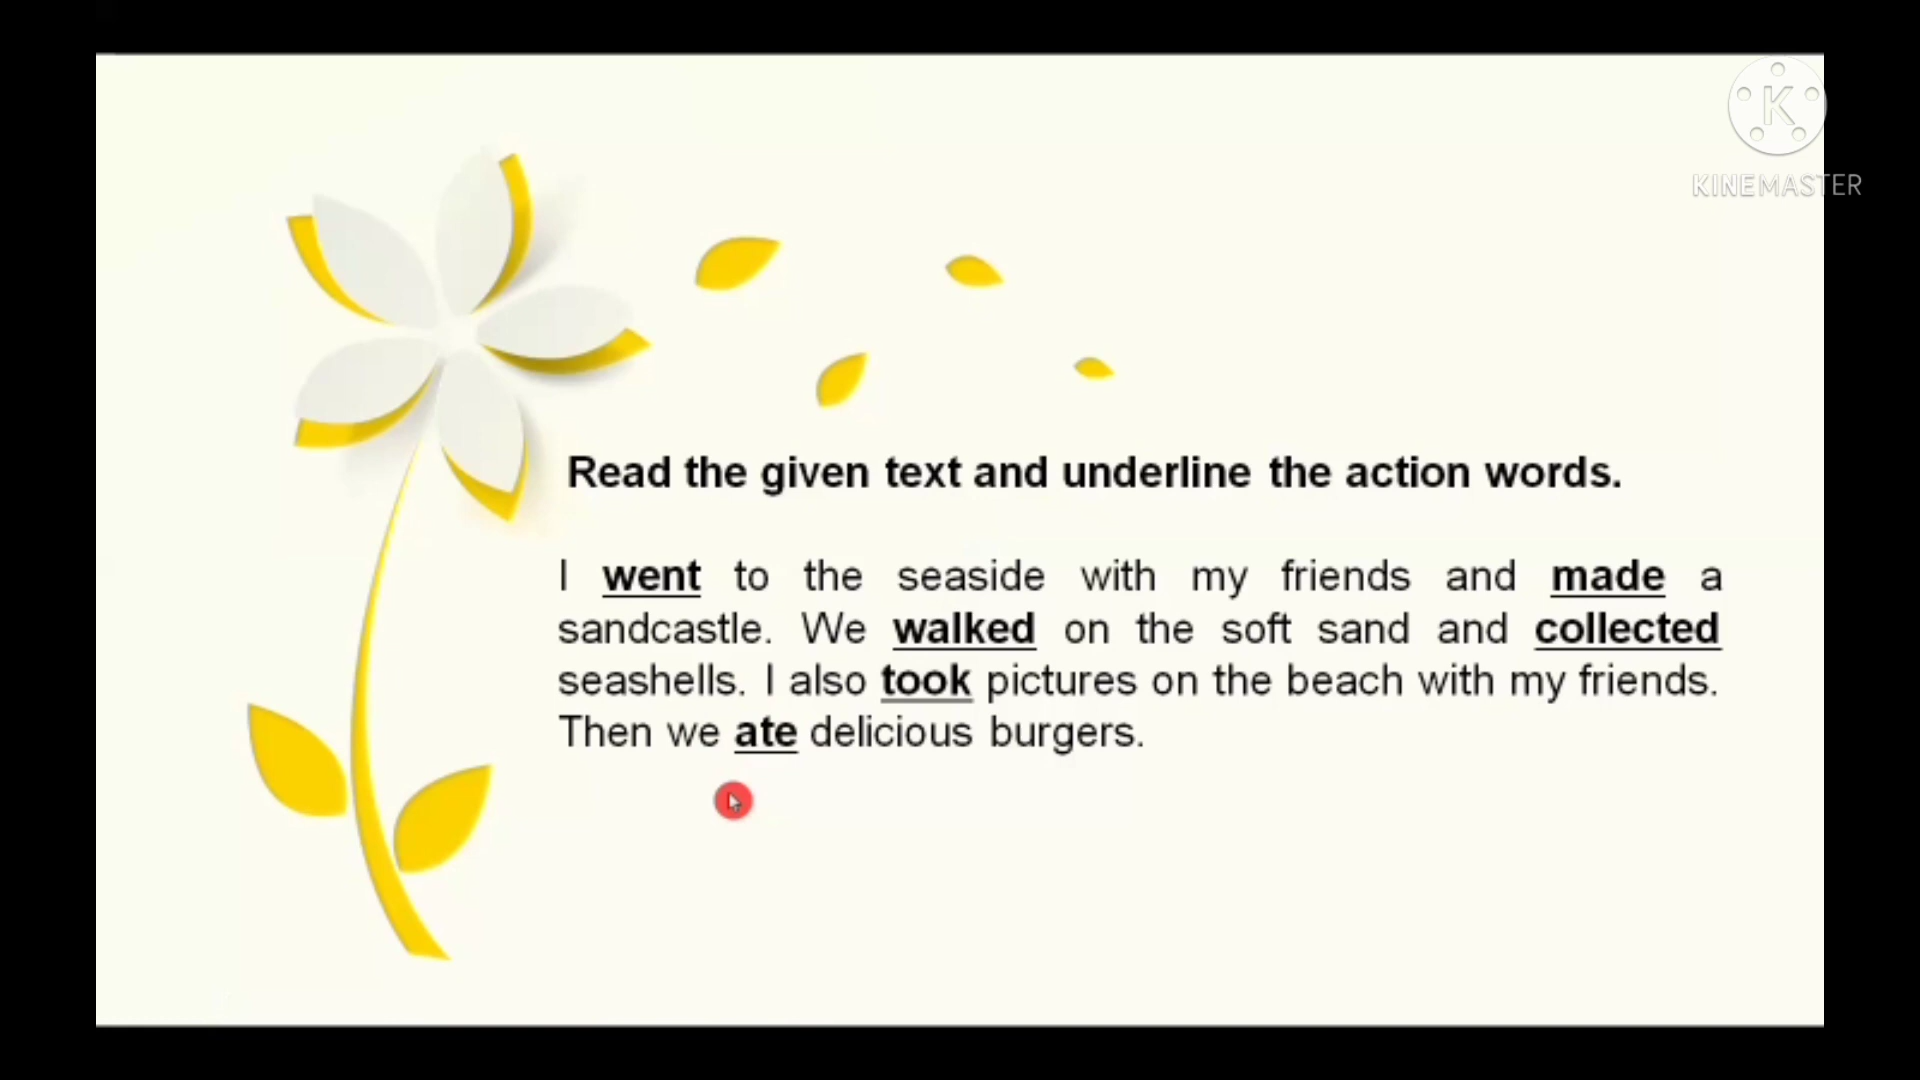 K
KINEMASTER
Read the given text and underline the action words.
I went to the seaside with my friends and made a
sandcastle. We walked on the soft sand and collected
seashells. I also took pictures on the beach with my friends.
Then we ate delicious burgers.